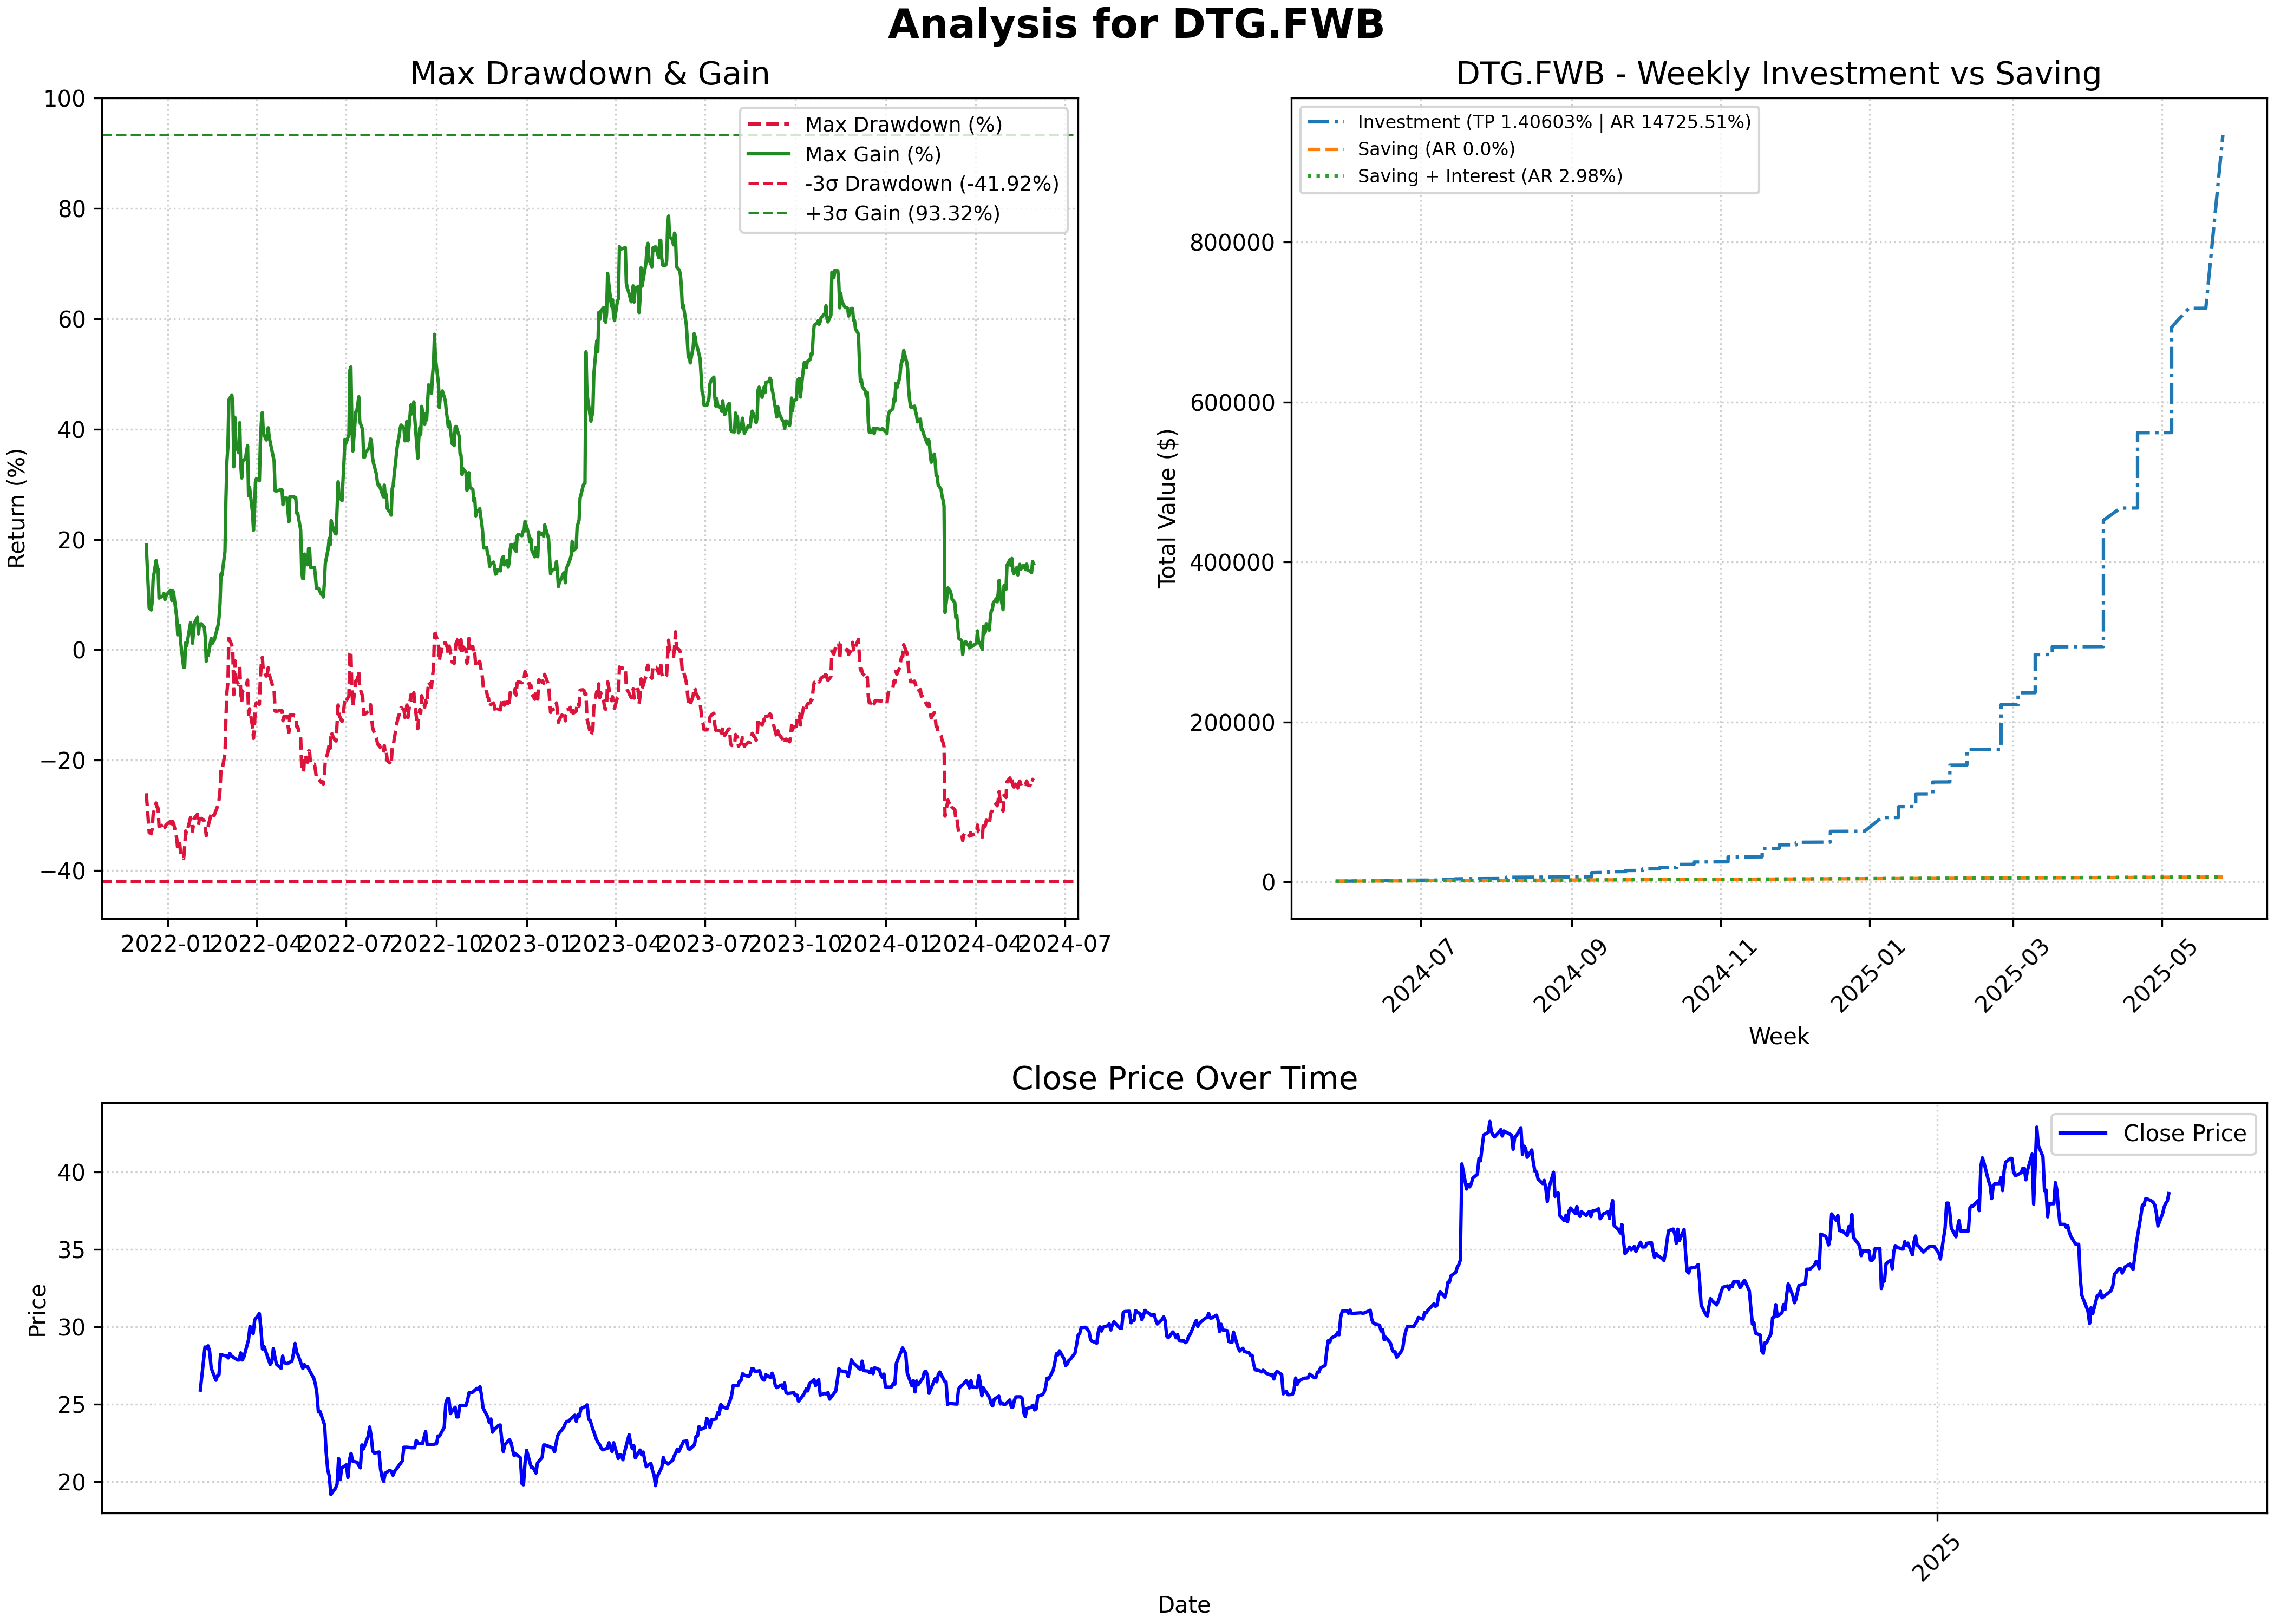 Analysis for DTG.FWB
Max Drawdown & Gain
Return (%)
100
80
60
40
20
0
−20
−40
Max Drawdown (%)
Max Gain (%)
-3σ Drawdown (-41.92%)
+3σ Gain (93.32%)
2022-01
2022-04
2022-07
2022-10
2023-01
2023-04
2023-07
2023-10
2024-01
2024-04
2024-07
DTG.FWB - Weekly Investment vs Saving
Total Value ($)
800000
600000
400000
200000
0
Investment (TP 1.40603% | AR 14725.51%)
Saving (AR 0.0%)
Saving + Interest (AR 2.98%)
2024-07
2024-09
2024-11
2025-01
2025-03
2025-05
Week
Close Price Over Time
Price
40
35
30
25
20
Close Price
2025
Date